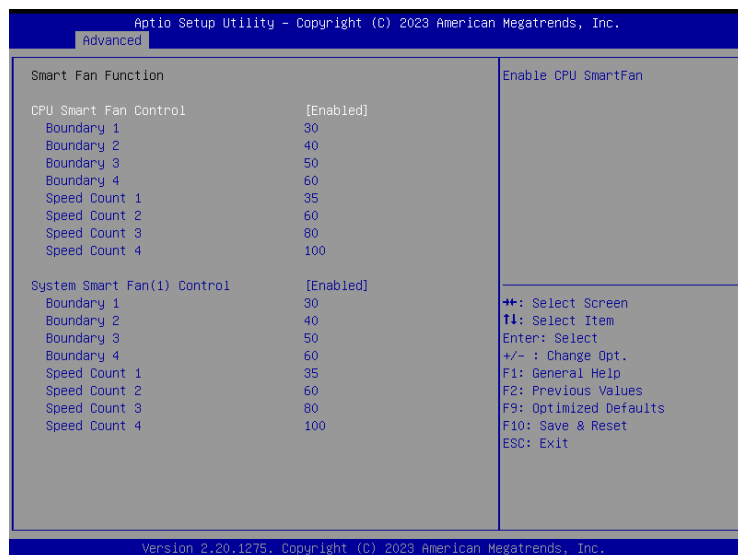 Aptio Setup Utility – Copyright (C) 2023 American Megatrends, Inc.
Advanced
Smart Fan Function
CPU Smart Fan Control [Enabled]
Boundary 1 30
Boundary 2 40
Boundary 3 50
Boundary 4 60
Speed Count 1 35
Speed Count 2 60
Speed Count 3 80
Speed Count 4 100
System Smart Fan(1) Control [Enabled]
Boundary 1 30
Boundary 2 40
Boundary 3 50
Boundary 4 60
Speed Count 1 35
Speed Count 2 60
Speed Count 3 80
Speed Count 4 100
Enable CPU SmartFan
→←: Select Screen
↑↓: Select Item
Enter: Select
+/- : Change Opt.
F1: General Help
F2: Previous Values
F9: Optimized Defaults
F10: Save & Reset
ESC: Exit
Version 2.20.1275. Copyright (C) 2023 American Megatrends, Inc.